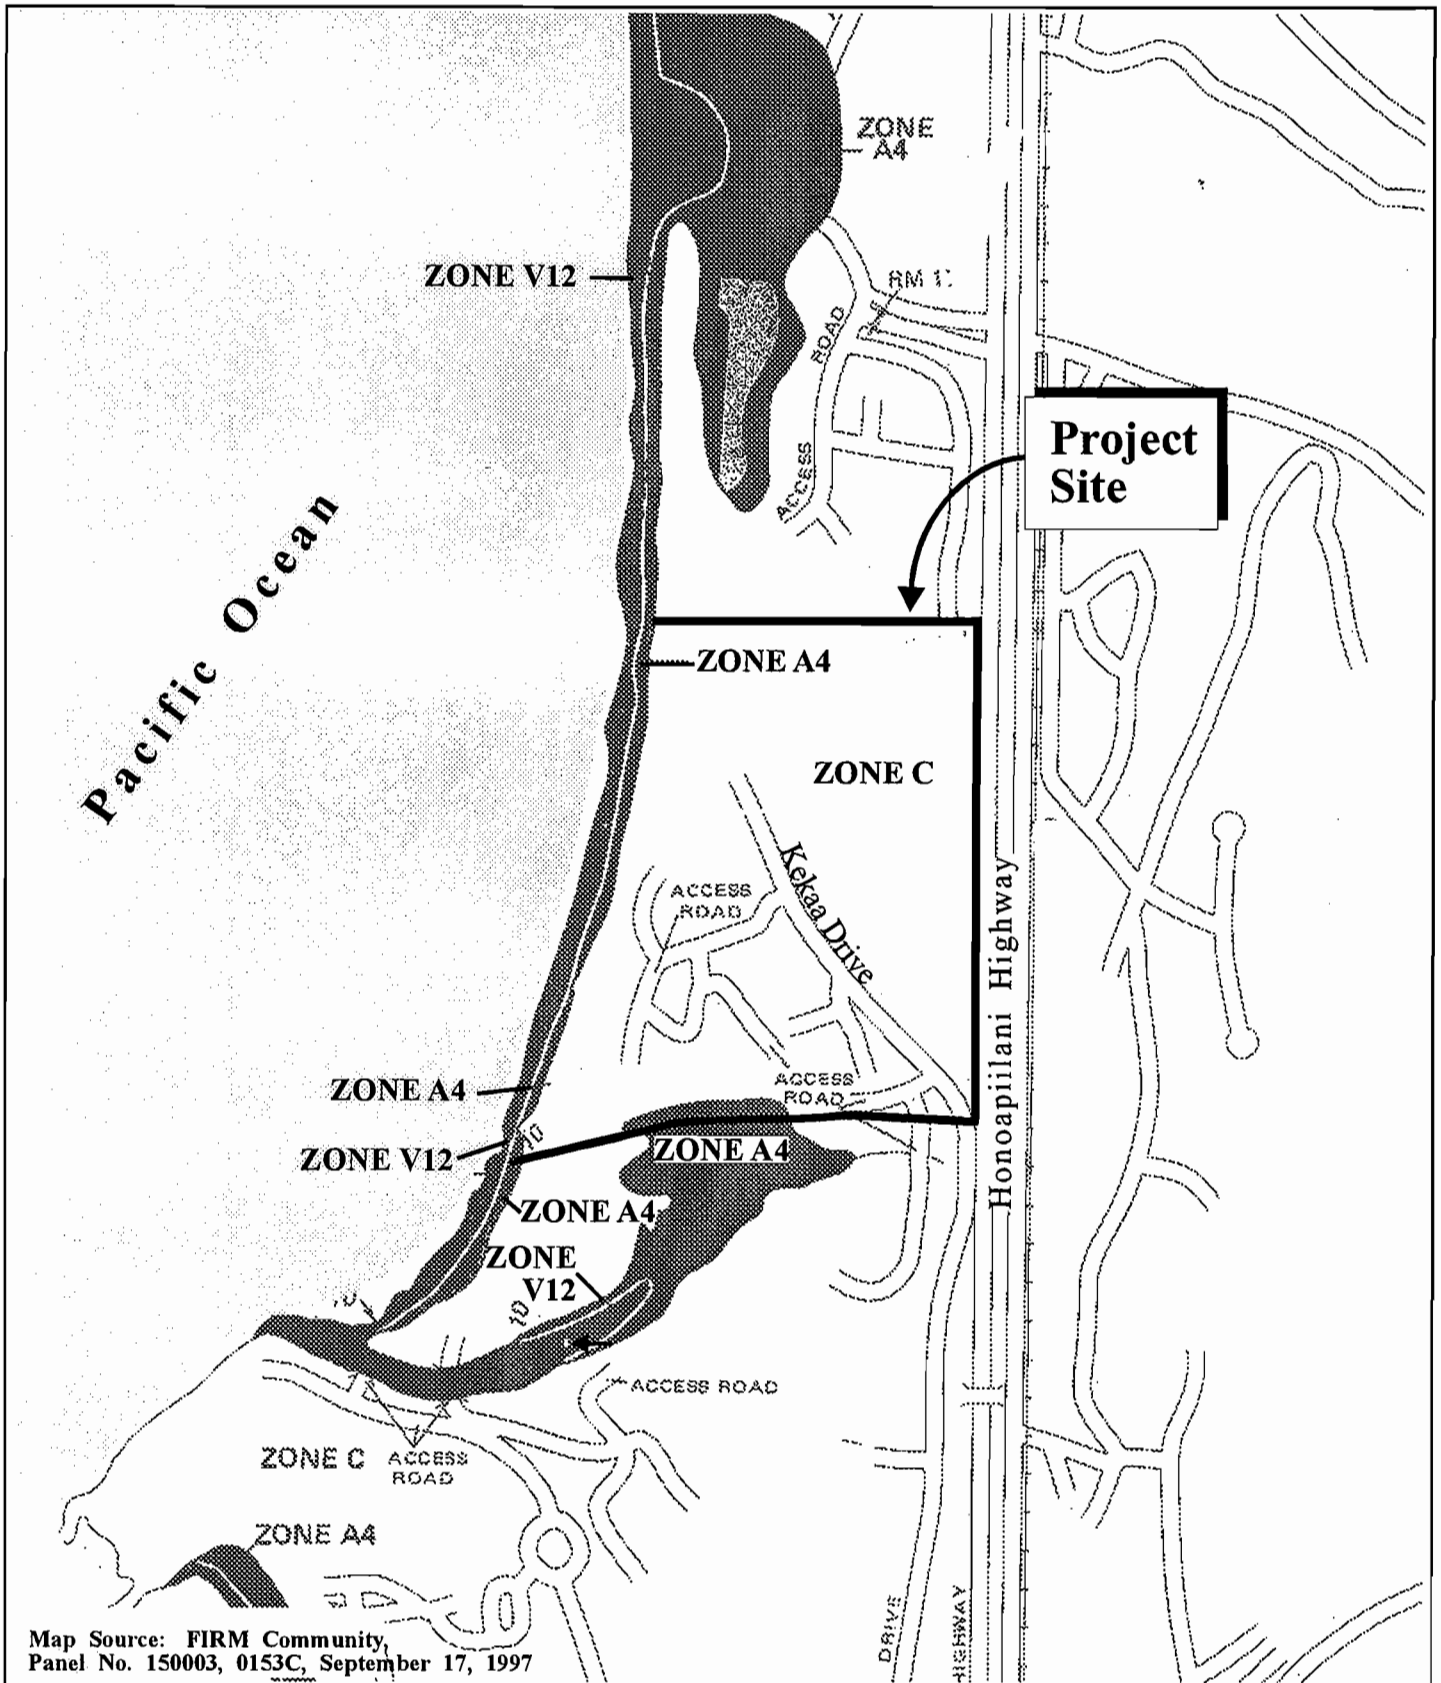 ZONE
A4
ZONE V12
RM
ROAD
ACCESS
Project
Site
Pacific Ocean
ZONE A4
ZONE C
Kekaa Drive
ACCESS
ROAD
Honoapiilani Highway
ACCESS
ROAD
ZONE A4
10
ZONE V12
ZONE A4
ZONE A4
ZONE
V12
10
10
ACCESS ROAD
ZONE C
ACCESS
ROAD
ZONE A4
DRIVE
HIGHWAY
Map Source: FIRM Community,
Panel No. 150003, 0153C, September 17, 1997